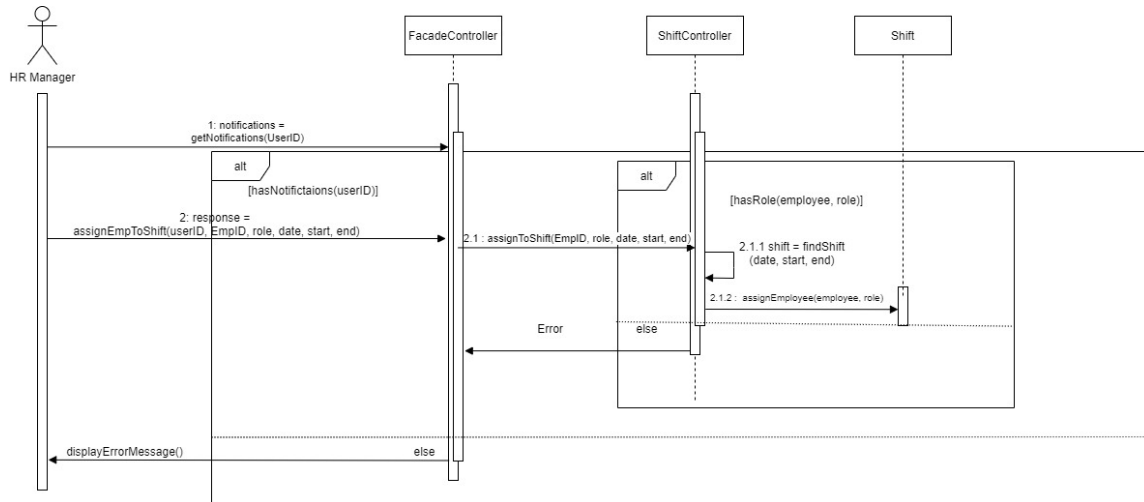 FacadeController
ShiftController
Shift
HR Manager
1: notifications =
getNotifications(UserID)
alt
[hasNotifictaions(userID)]
alt
[hasRole(employee, role)]
2: response =
assignEmpToShift(userID, EmpID, role, date, start, end)
2.1 : assignToShift(EmpID, role, date, start, end)
2.1.1 shift = findShift
(date, start, end)
2.1.2 : assignEmployee(employee, role)
Error
else
displayErrorMessage()
else